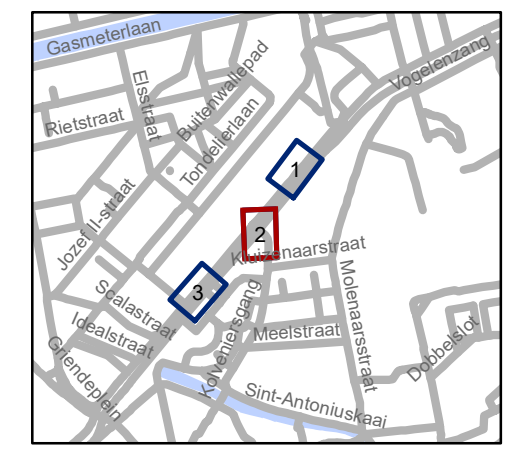 Gasmeterlaan
Vogelenzang
Elsstraat
Buitenwallepad
Rietstraat
Tondelierlaan
1
Jozef II-straat
2
Kluizenaarstraat
3
Scalastraat
Molenaarsstraat
Kolveniersgang
Idealstraat
Meelstraat
Dobbelslot
Griendeplein
Sint-Antoniuskaai